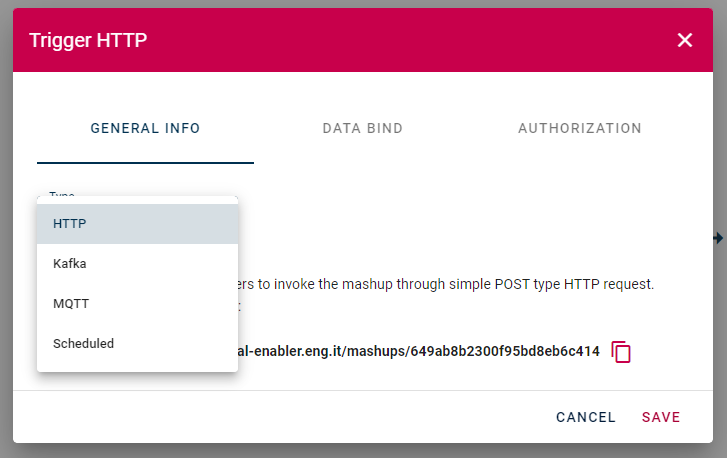 Trigger HTTP
GENERAL INFO
DATA BIND
AUTHORIZATION
Type
HTTP
Kafka
MQTT
Scheduled
ers to invoke the mashup through simple POST type HTTP request.
:
al-enabler.eng.it/mashups/649ab8b2300f95bd8eb6c414
CANCEL
SAVE